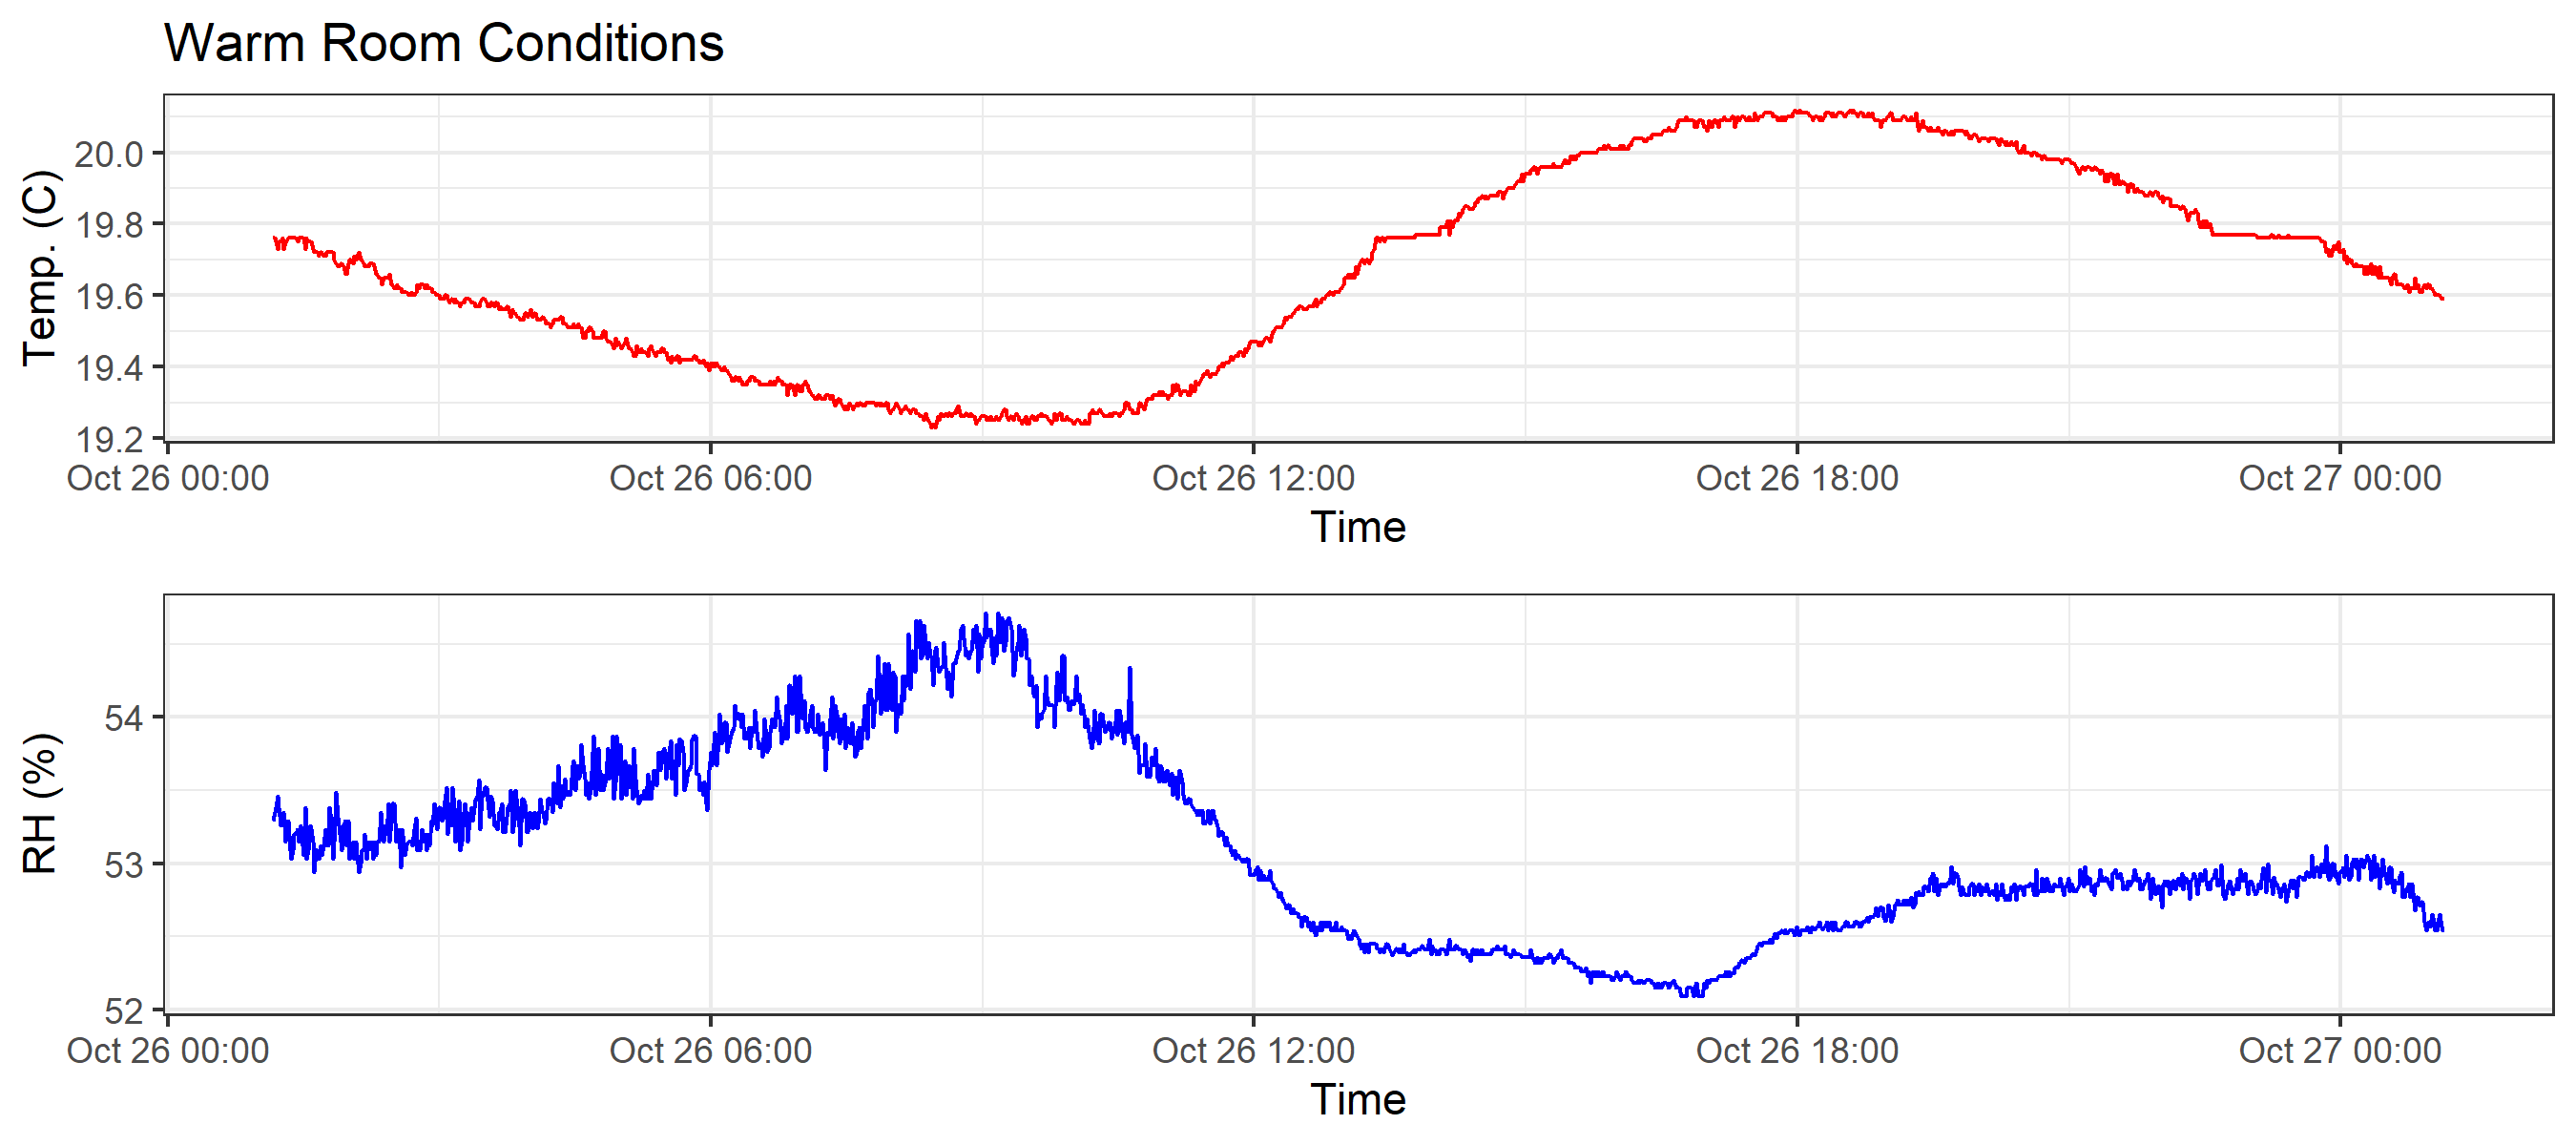 Warm Room Conditions
Temp. (C)
20.0
19.8
19.6
19.4
19.2
Oct 26 00:00 Oct 26 06:00 Oct 26 12:00 Oct 26 18:00 Oct 27 00:00
Time
RH (%)
54
53
52
Oct 26 00:00 Oct 26 06:00 Oct 26 12:00 Oct 26 18:00 Oct 27 00:00
Time